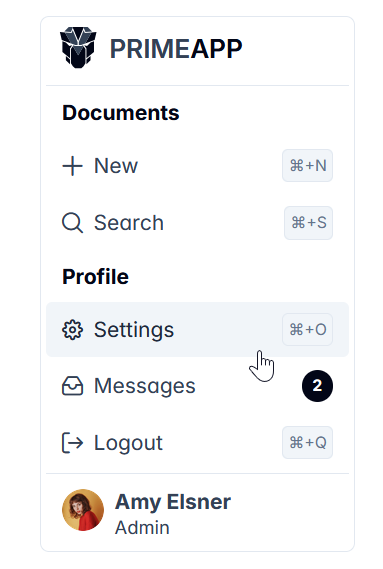 PRIMEAPP
Documents
New ⌘+N
Search ⌘+S
Profile
Settings ⌘+O
Messages 2
Logout ⌘+Q
Amy Elsner
Admin